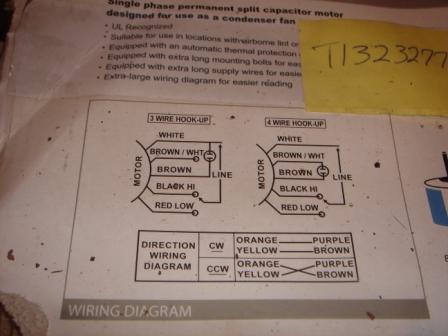 Single phase permanent split capacitor motor
designed for use as a condenser fan
• UL Recognized
• Suitable for use in locations with airborne lint or
• Equipped with an automatic thermal protection
• Equipped with extra long mounting bolts for eas
• Equipped with extra long supply wires for easie
• Extra-large wiring diagram for easier reading
T1323277
3 WIRE HOOK-UP
WHITE
BROWN / WHT
BROWN
LINE
BLACK HI
RED LOW
MOTOR
4 WIRE HOOK-UP
WHITE
BROWN / WHT
BROWN
LINE
BLACK HI
RED LOW
MOTOR
DIRECTION WIRING DIAGRAM
CW
ORANGE PURPLE
YELLOW BROWN
CCW
ORANGE PURPLE
YELLOW BROWN
WIRING DIAGRAM